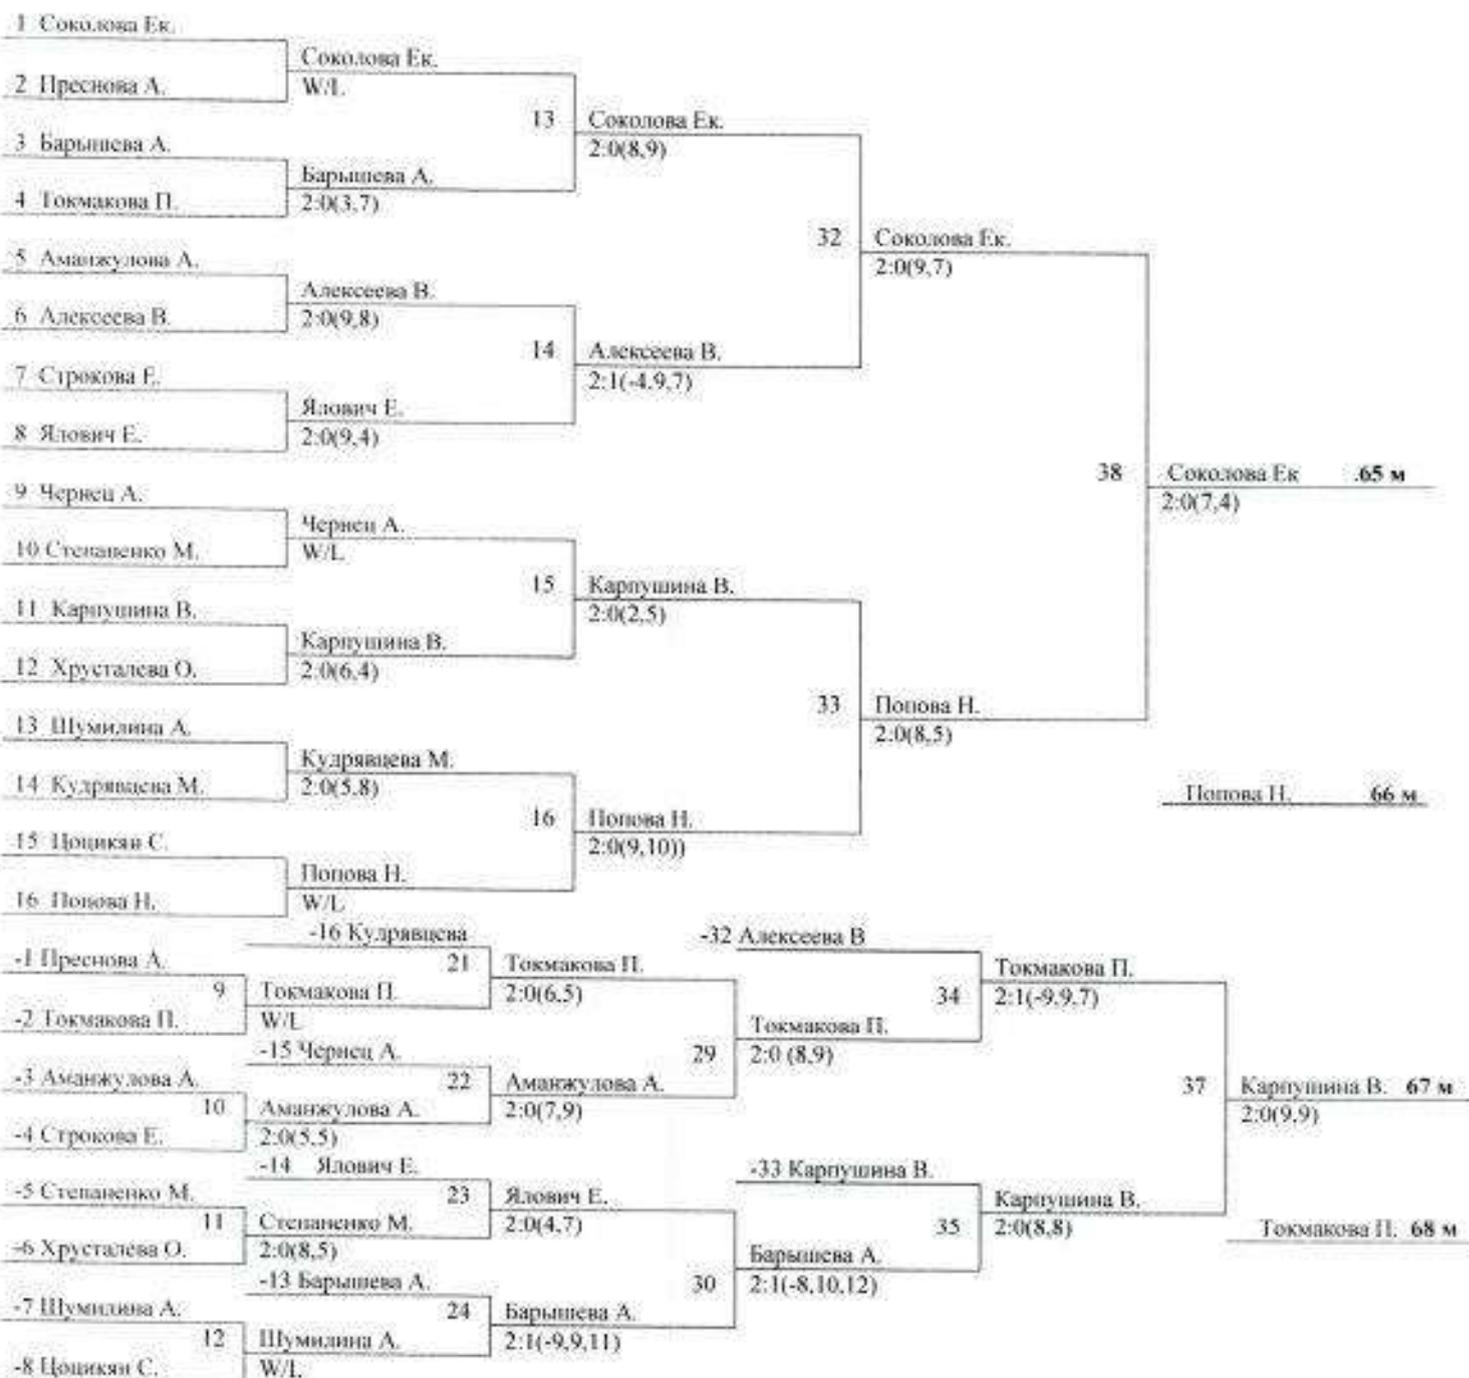 1 Соколова Ек.
Соколова Ек.
2 Преснова А.
W/L
13
Соколова Ек.
3 Барышева А.
2:0(8,9)
Барышева А.
4 Токмакова П.
2:0(3,7)
32
Соколова Ек.
5 Аманжулова А.
2:0(9,7)
Алексеева В.
6 Алексеева В.
2:0(9,8)
14
Алексеева В.
7 Строкова Е.
2:1(-4,9,7)
Ялович Е.
8 Ялович Е.
2:0(9,4)
38
Соколова Ек .65 м
9 Чернец А.
2:0(7,4)
Чернец А.
10 Степаненко М.
W/L
15
Карпушина В.
11 Карпушина В.
2:0(2,5)
Карпушина В.
12 Хрусталева О.
2:0(6,4)
33
Попова Н.
13 Шумилина А.
2:0(8,5)
Кудрявцева М.
14 Кудрявцева М.
2:0(5,8)
Попова Н. 66 м
16
Попова Н.
15 Цоцикян С.
2:0(9,10))
Попова Н.
16 Попова Н.
W/L
-16 Кудрявцева
-32 Алексеева В
-1 Преснова А.
21
Токмакова П.
Токмакова П.
9
Токмакова П.
2:0(6,5)
34
2:1(-9,9,7)
-2 Токмакова П.
W/L
Токмакова П.
-15 Чернец А.
29
2:0 (8,9)
-3 Аманжулова А.
22
Аманжулова А.
37
Карпушина В. 67 м
10
Аманжулова А.
2:0(7,9)
2:0(9,9)
-4 Строкова Е.
2:0(5,5)
-14 Ялович Е.
-33 Карпушина В.
-5 Степаненко М.
23
Ялович Е.
Карпушина В.
11
Степаненко М.
2:0(4,7)
35
2:0(8,8)
Токмакова П. 68 м
-6 Хрусталева О.
2:0(8,5)
Барышева А.
-13 Барышева А.
30
2:1(-8,10,12)
-7 Шумилина А.
24
Барышева А.
12
Шумилина А.
2:1(-9,9,11)
-8 Цоцикян С.
W/L